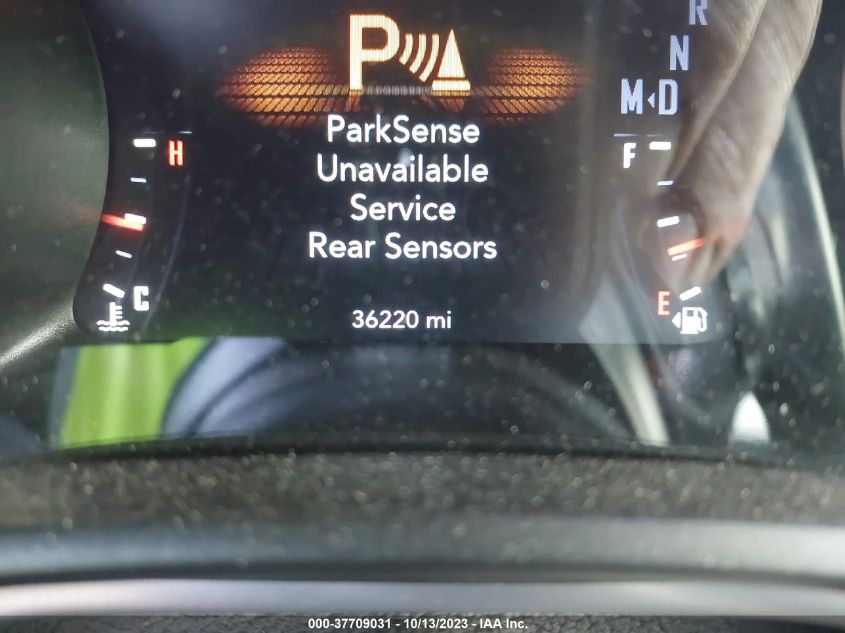 R
N
M D
ParkSense
H
F
Unavailable
Service
Rear Sensors
C
E
36220 mi
000-37709031 - 10/13/2023 - IAA Inc.